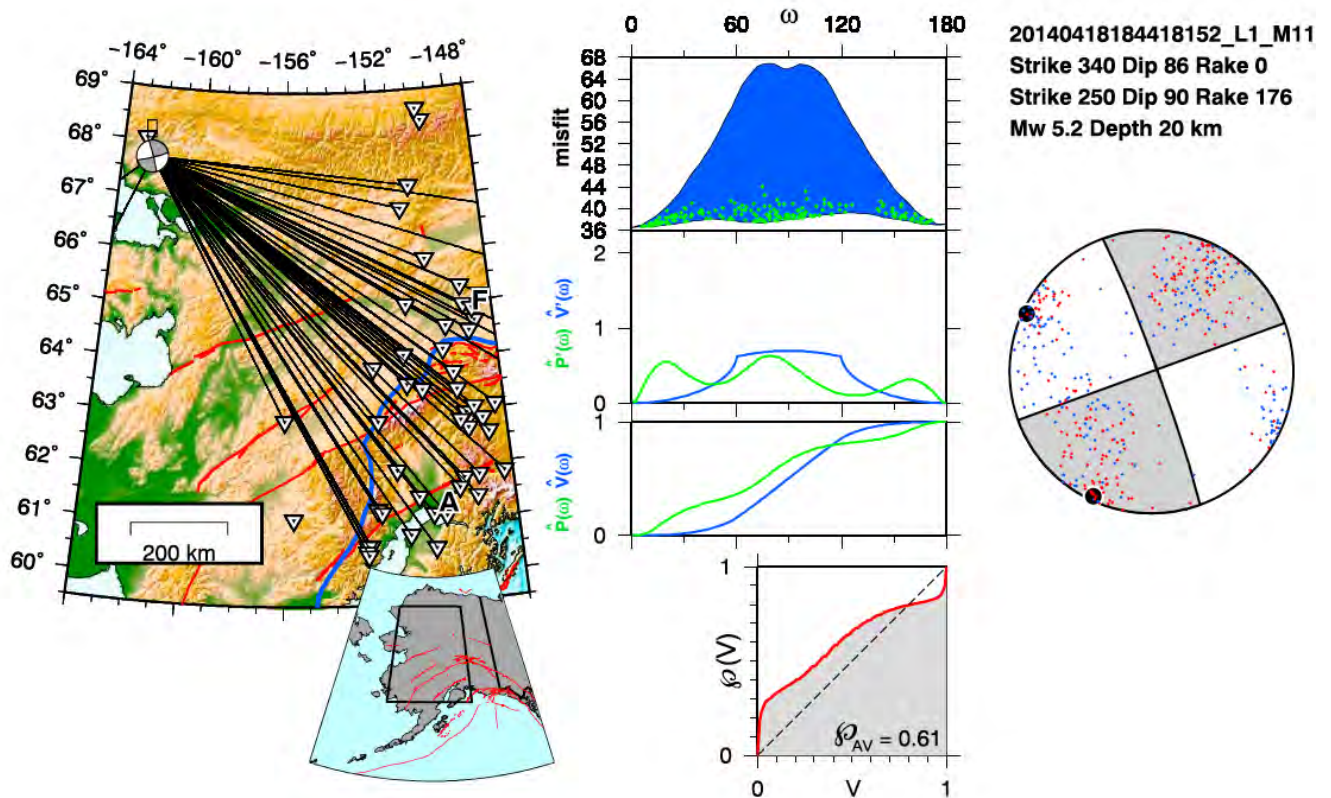 −164° −160° −156° −152° −148°
69°
68°
67°
66°
65°
64°
63°
62°
61°
60°
F
A
200 km
ω
0 60 120 180
misfit
68
64
60
56
52
48
44
40
36
P̂'(ω) V̂'(ω)
2
1
0
P̂(ω) V̂(ω)
1
0
℘(V)
1
0
℘AV = 0.61
0 V 1
20140418184418152_L1_M11
Strike 340 Dip 86 Rake 0
Strike 250 Dip 90 Rake 176
Mw 5.2 Depth 20 km